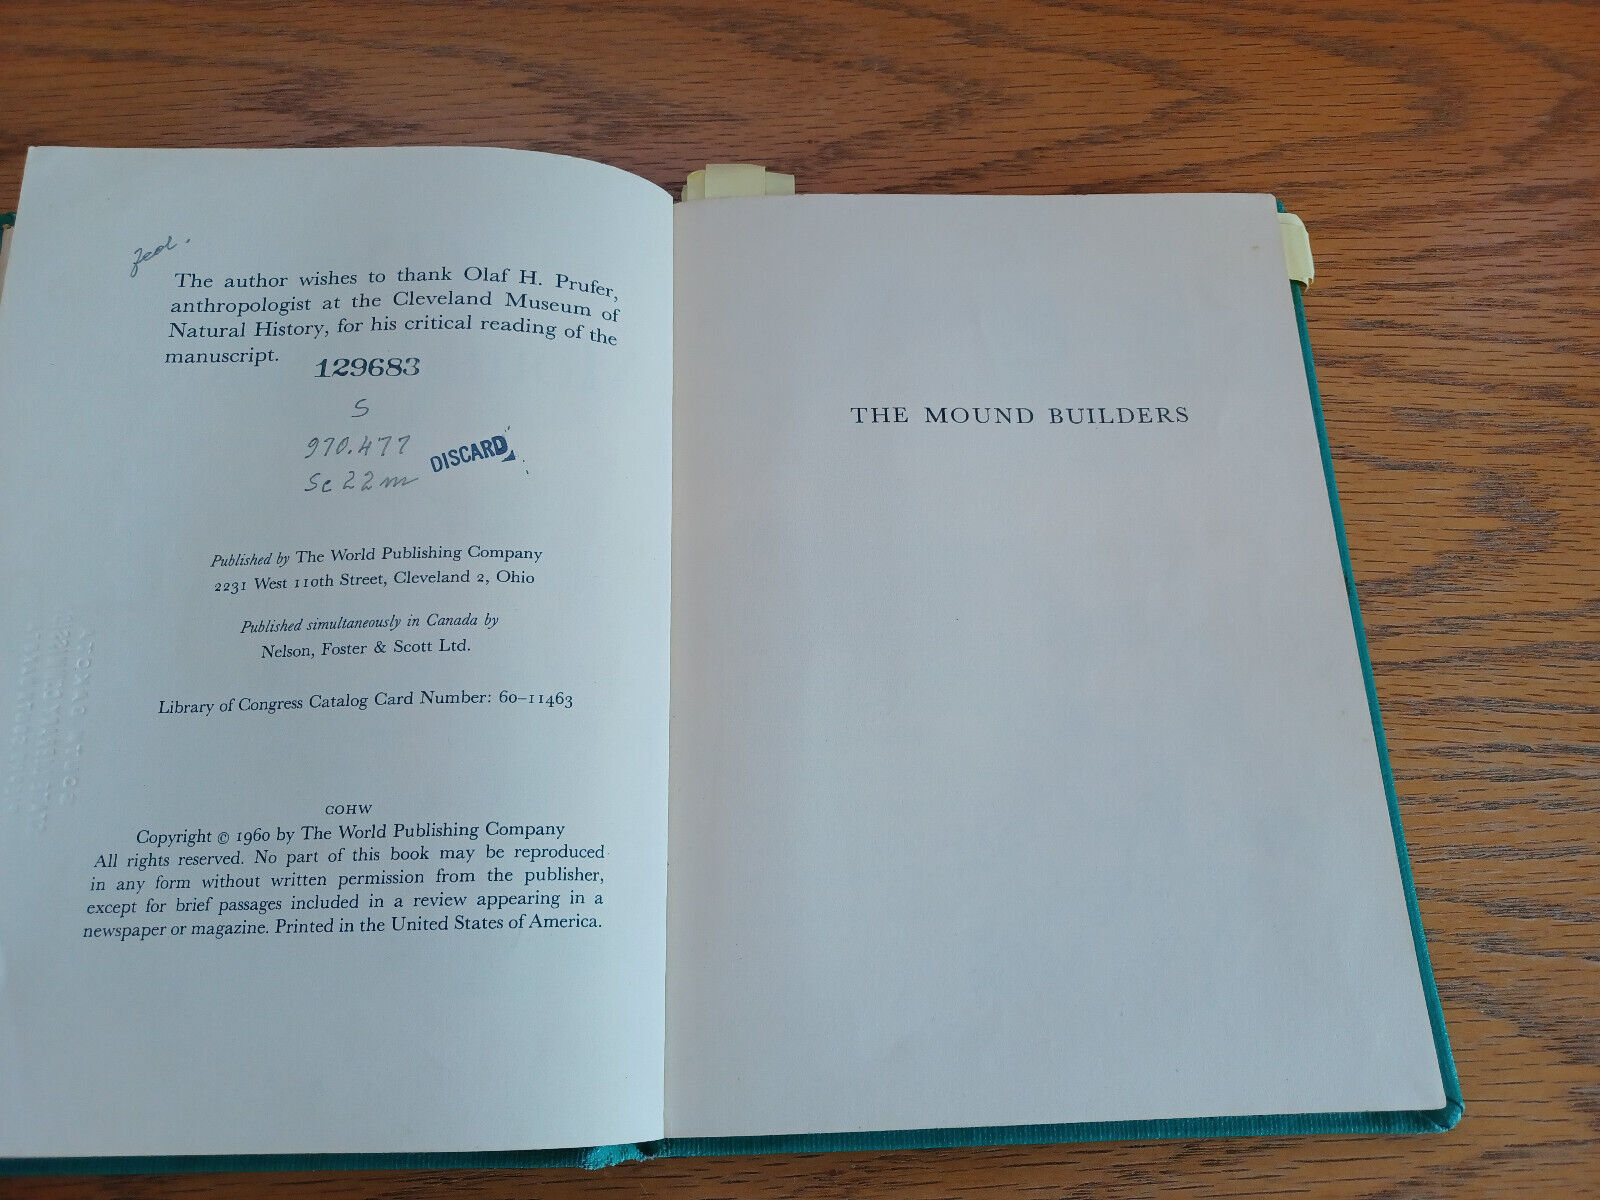 fed.
The author wishes to thank Olaf H. Prufer,
anthropologist at the Cleveland Museum of
Natural History, for his critical reading of the
manuscript.
129683
S
970.477
Sc22m
DISCARD
Published by The World Publishing Company
2231 West 110th Street, Cleveland 2, Ohio
Published simultaneously in Canada by
Nelson, Foster & Scott Ltd.
Library of Congress Catalog Card Number: 60–11463
COHW
Copyright © 1960 by The World Publishing Company
All rights reserved. No part of this book may be reproduced
in any form without written permission from the publisher,
except for brief passages included in a review appearing in a
newspaper or magazine. Printed in the United States of America.
THE MOUND BUILDERS